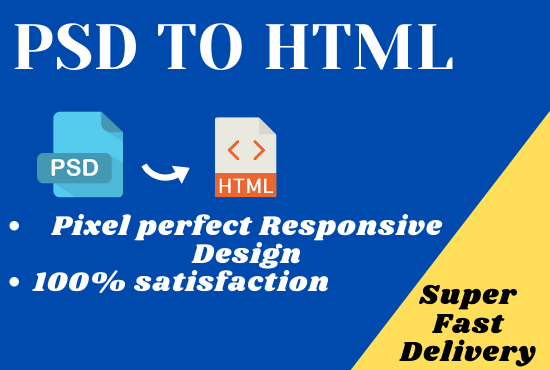 PSD TO HTML
PSD
HTML
• Pixel perfect Responsive
Design
• 100% satisfaction
Super
Fast
Delivery